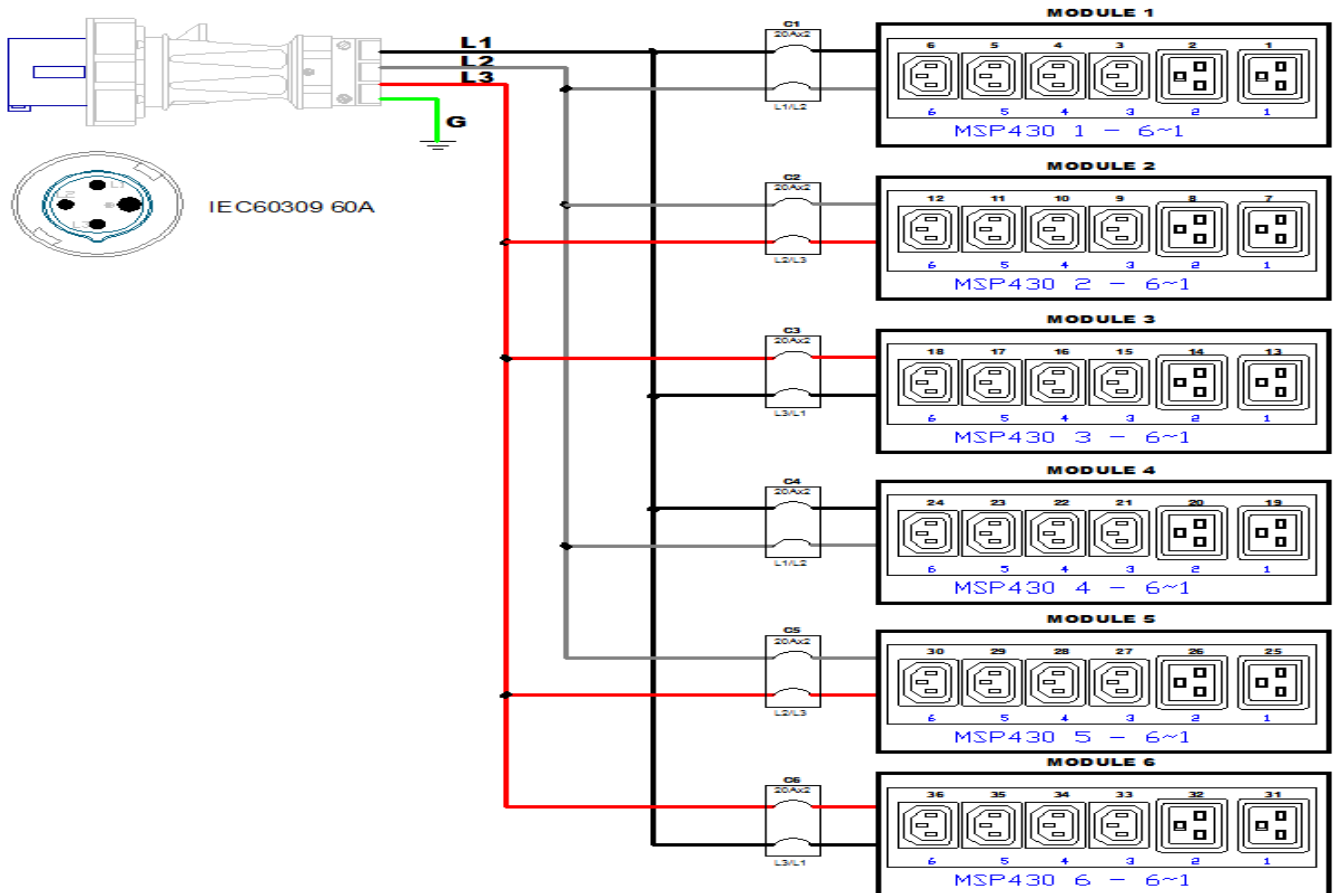 L1
L2
L3
G
L1
L2
L3
IEC60309 60A
C1
20Ax2
L1/L2
MODULE 1
6 5 4 3 2 1
6 5 4 3 2 1
MSP430 1 - 6~1
C2
20Ax2
L2/L3
MODULE 2
12 11 10 9 8 7
6 5 4 3 2 1
MSP430 2 - 6~1
C3
20Ax2
L3/L1
MODULE 3
18 17 16 15 14 13
6 5 4 3 2 1
MSP430 3 - 6~1
C4
20Ax2
L1/L2
MODULE 4
24 23 22 21 20 19
6 5 4 3 2 1
MSP430 4 - 6~1
C5
20Ax2
L2/L3
MODULE 5
30 29 28 27 26 25
6 5 4 3 2 1
MSP430 5 - 6~1
C6
20Ax2
L3/L1
MODULE 6
36 35 34 33 32 31
6 5 4 3 2 1
MSP430 6 - 6~1